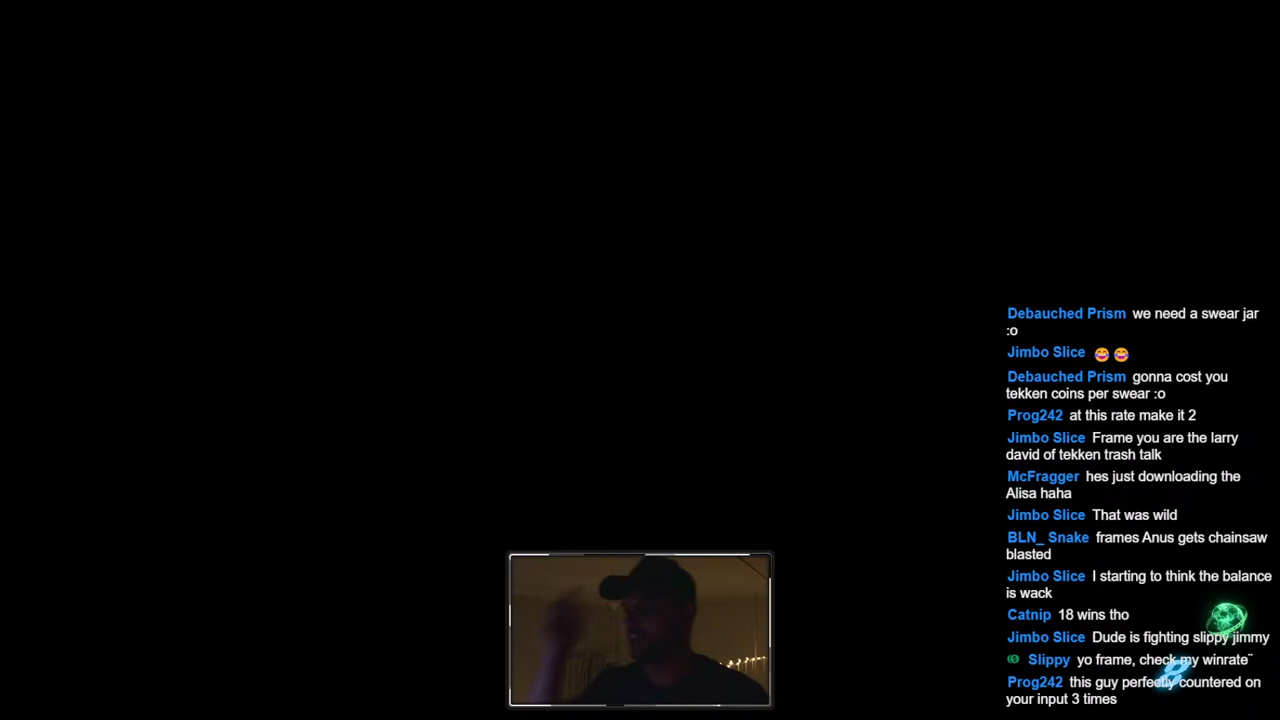 Debauched Prism we need a swear jar
:o
Jimbo Slice 😂 😂
Debauched Prism gonna cost you
tekken coins per swear :o
Prog242 at this rate make it 2
Jimbo Slice Frame you are the larry
david of tekken trash talk
McFragger hes just downloading the
Alisa haha
Jimbo Slice That was wild
BLN_ Snake frames Anus gets chainsaw
blasted
Jimbo Slice I starting to think the balance
is wack
Catnip 18 wins tho
Jimbo Slice Dude is fighting slippy jimmy
Slippy yo frame, check my winrate¨
Prog242 this guy perfectly countered on
your input 3 times